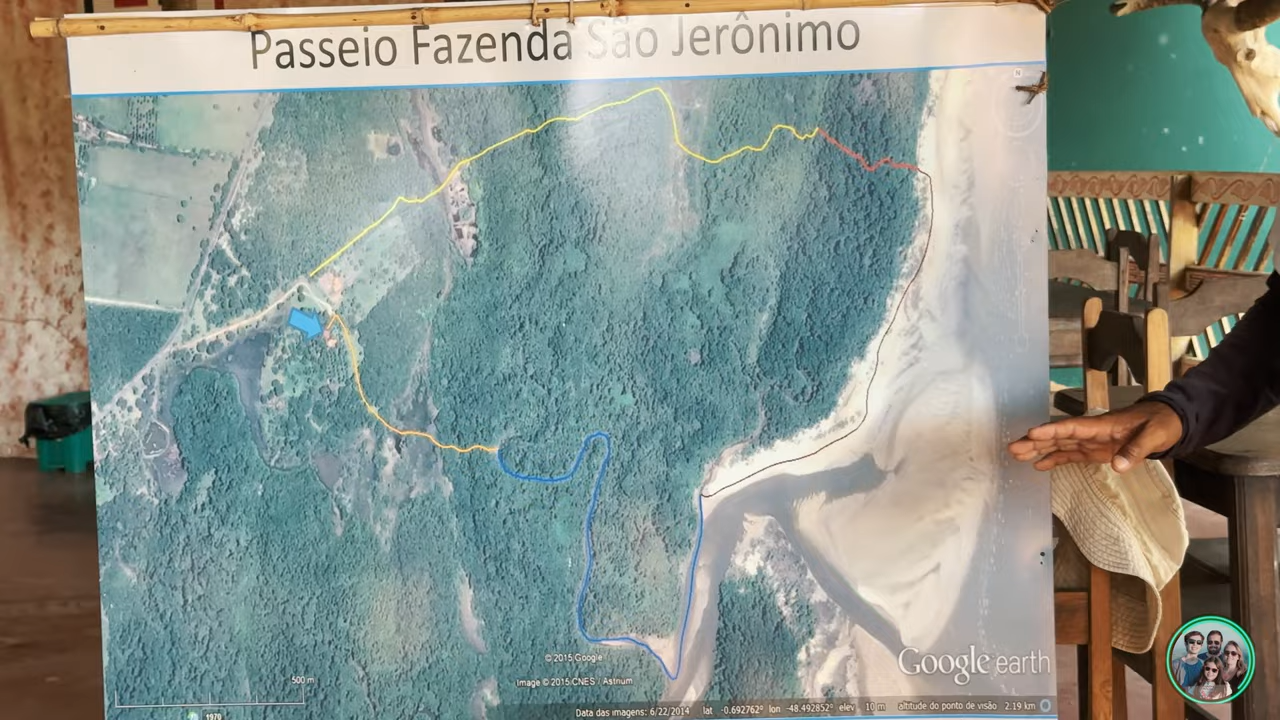 Passeio Fazenda São Jerônimo
N
© 2015 Google
Image © 2015 CNES / Astrium
Google earth
500 m
1970
Data das imagens: 6/22/2014 lat -0.692762° lon -48.492852° elev 10 m altitude do ponto de visão 2.19 km